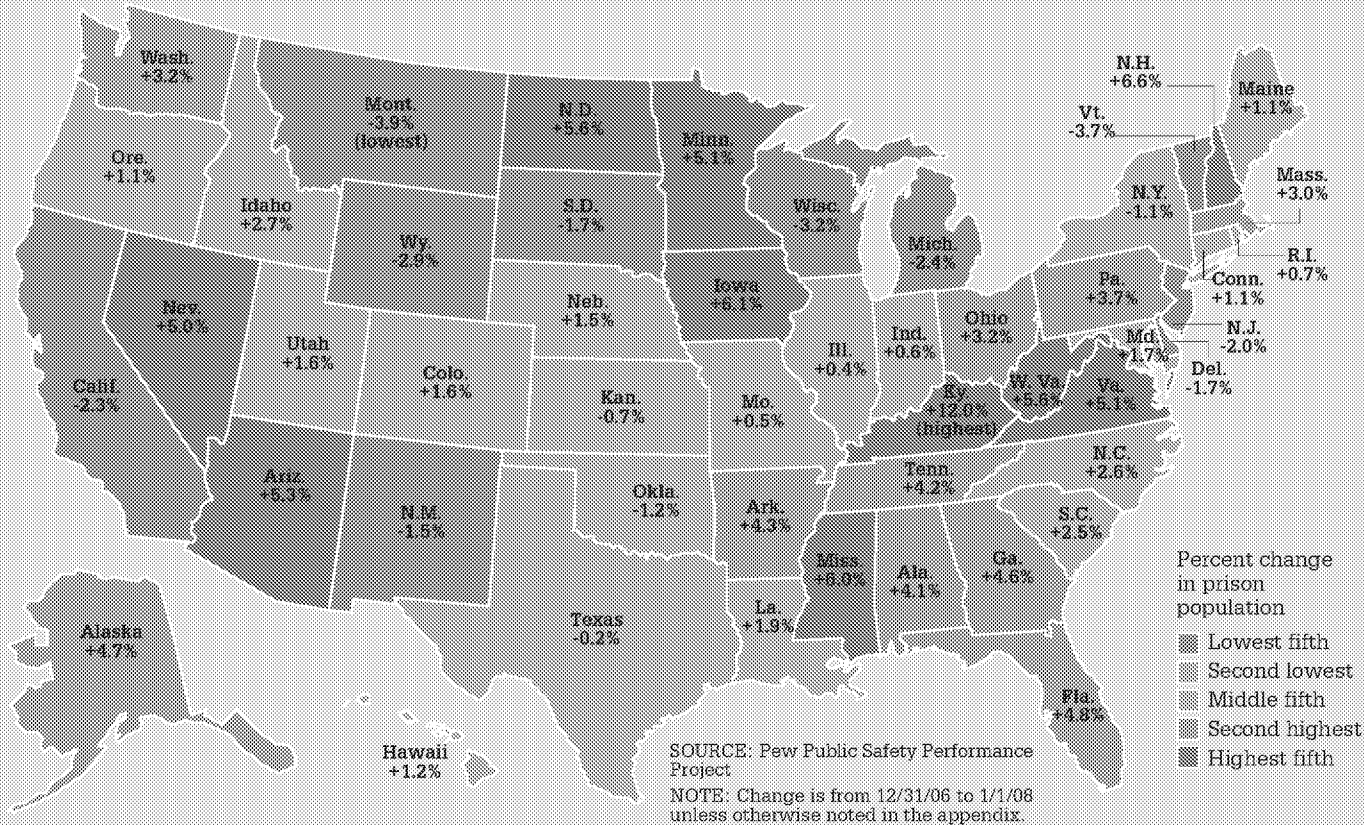 Wash.
+3.2%
Mont.
-3.9%
(lowest)
N.D.
+5.6%
Minn.
+5.1%
N.H.
+6.6%
Vt.
-3.7%
Maine
+1.1%
Ore.
+1.1%
Idaho
+2.7%
Wy.
-2.9%
S.D.
-1.7%
Wisc.
-3.2%
Mich.
-2.4%
N.Y.
-1.1%
Mass.
+3.0%
R.I.
+0.7%
Conn.
+1.1%
Pa.
+3.7%
N.J.
-2.0%
Md.
+1.7%
Del.
-1.7%
Nev.
+5.0%
Utah
+1.6%
Colo.
+1.6%
Neb.
+1.5%
Iowa
+6.1%
Ill.
+0.4%
Ind.
+0.6%
Ohio
+3.2%
Calif.
-2.3%
Kan.
-0.7%
Mo.
+0.5%
Ky.
+12.0%
(highest)
W. Va.
+5.6%
Va.
+5.1%
Ariz.
+5.3%
N.M.
-1.5%
Okla.
-1.2%
Ark.
+4.3%
Tenn.
+4.2%
N.C.
+2.6%
S.C.
+2.5%
Texas
-0.2%
La.
+1.9%
Miss.
+6.0%
Ala.
+4.1%
Ga.
+4.6%
Fla.
+4.8%
Alaska
+4.7%
Hawaii
+1.2%
Percent change
in prison
population
Lowest fifth
Second lowest
Middle fifth
Second highest
Highest fifth
SOURCE: Pew Public Safety Performance
Project
NOTE: Change is from 12/31/06 to 1/1/08
unless otherwise noted in the appendix.